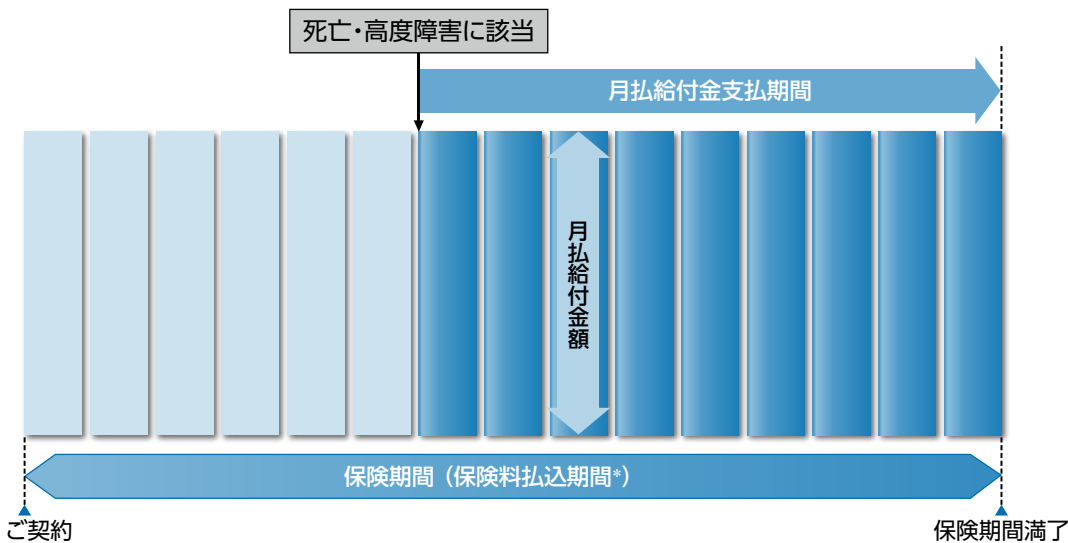 死亡・高度障害に該当
月払給付金支払期間
月払給付金額
保険期間（保険料払込期間*）
ご契約
保険期間満了